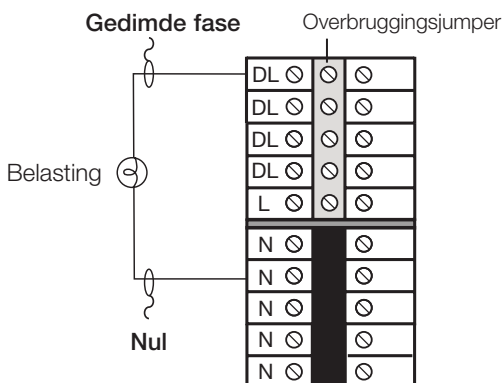 Gedimde fase
Overbruggingsjumper
DL
DL
DL
DL
L
Belasting
N
N
N
N
N
Nul